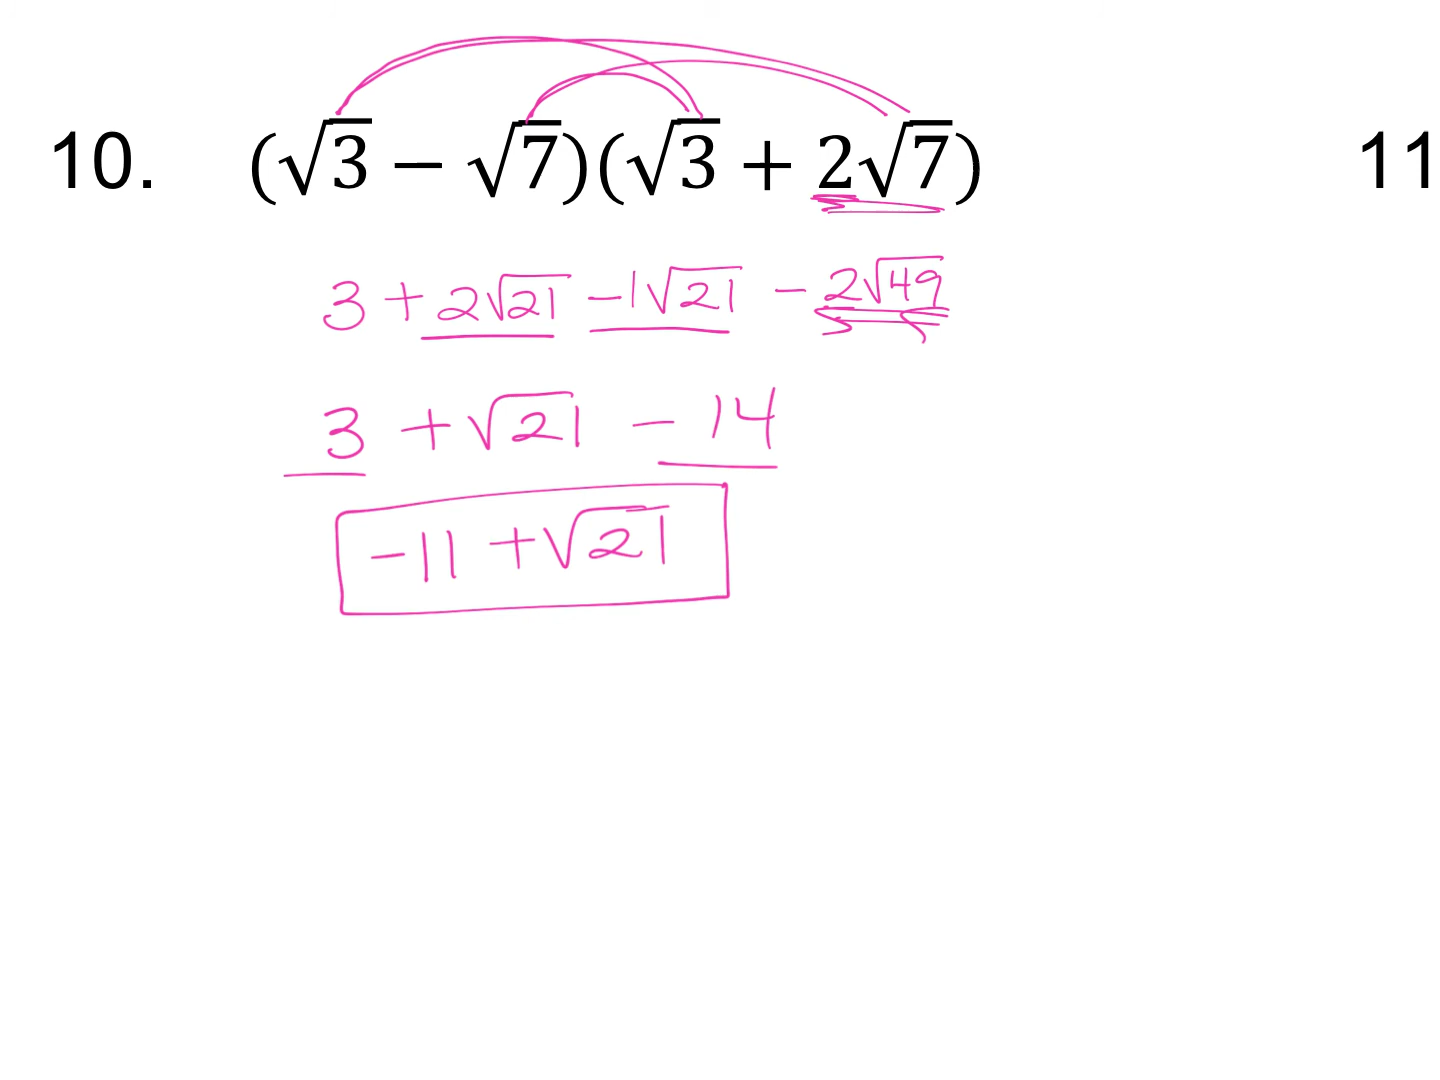 10. (√3 − √7)(√3 + 2√7) 11
3 + 2√21 − 1√21 − 2√49
3 + √21 − 14
−11 + √21